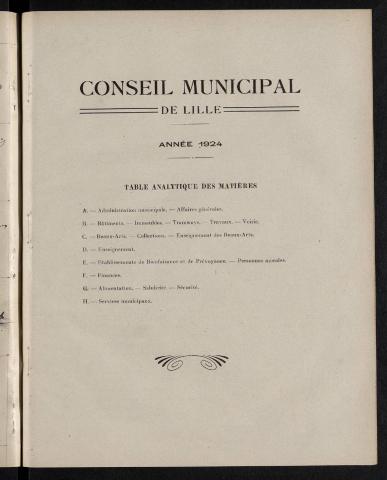 CONSEIL MUNICIPAL
DE LILLE
ANNÉE 1924
TABLE ANALYTIQUE DES MATIÈRES
A. — Administration municipale. — Affaires générales.
B. — Bâtiments. — Immeubles. — Tramways. — Travaux. — Voirie.
C. — Beaux-Arts. — Collections. — Enseignement des Beaux-Arts.
D. — Enseignement.
E. — Etablissements de Bienfaisance et de Prévoyance. — Personnes morales.
F. — Finances.
G. — Alimentation. — Salubrité. — Sécurité.
H. — Services municipaux.